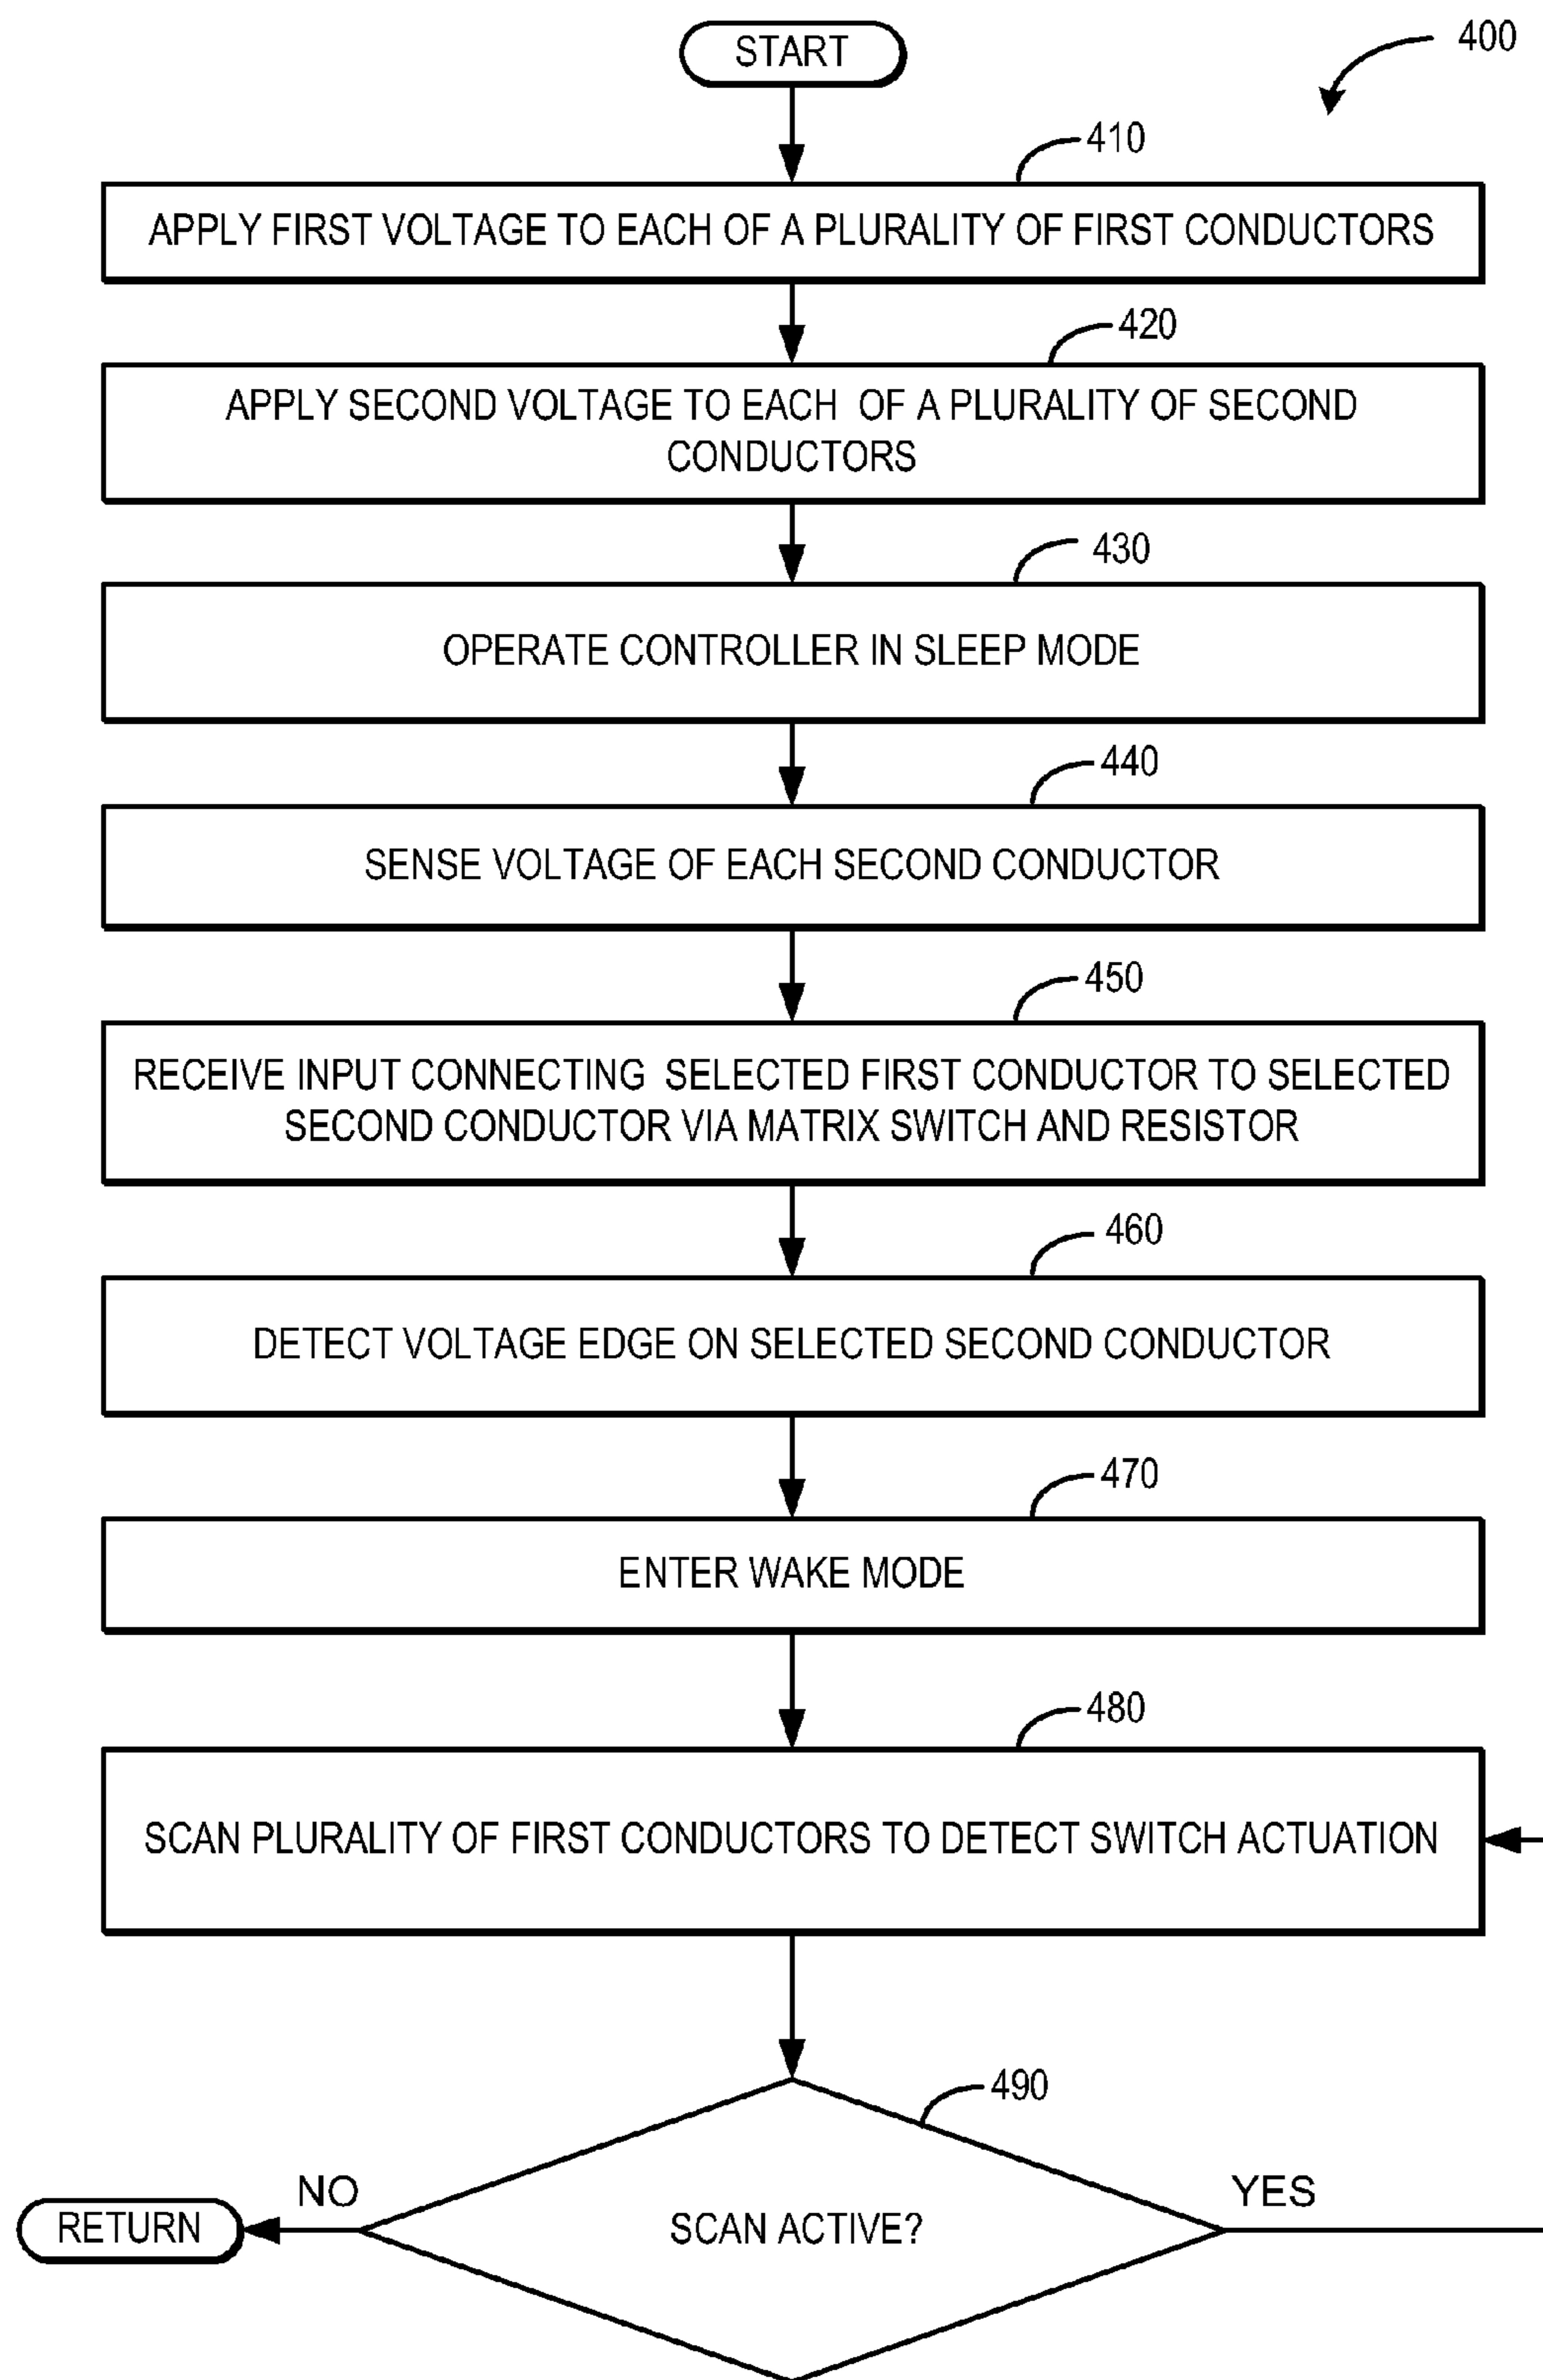 START
400
410
APPLY FIRST VOLTAGE TO EACH OF A PLURALITY OF FIRST CONDUCTORS
420
APPLY SECOND VOLTAGE TO EACH OF A PLURALITY OF SECOND
CONDUCTORS
430
OPERATE CONTROLLER IN SLEEP MODE
440
SENSE VOLTAGE OF EACH SECOND CONDUCTOR
450
RECEIVE INPUT CONNECTING SELECTED FIRST CONDUCTOR TO SELECTED
SECOND CONDUCTOR VIA MATRIX SWITCH AND RESISTOR
460
DETECT VOLTAGE EDGE ON SELECTED SECOND CONDUCTOR
470
ENTER WAKE MODE
480
SCAN PLURALITY OF FIRST CONDUCTORS TO DETECT SWITCH ACTUATION
490
NO
YES
RETURN
SCAN ACTIVE?